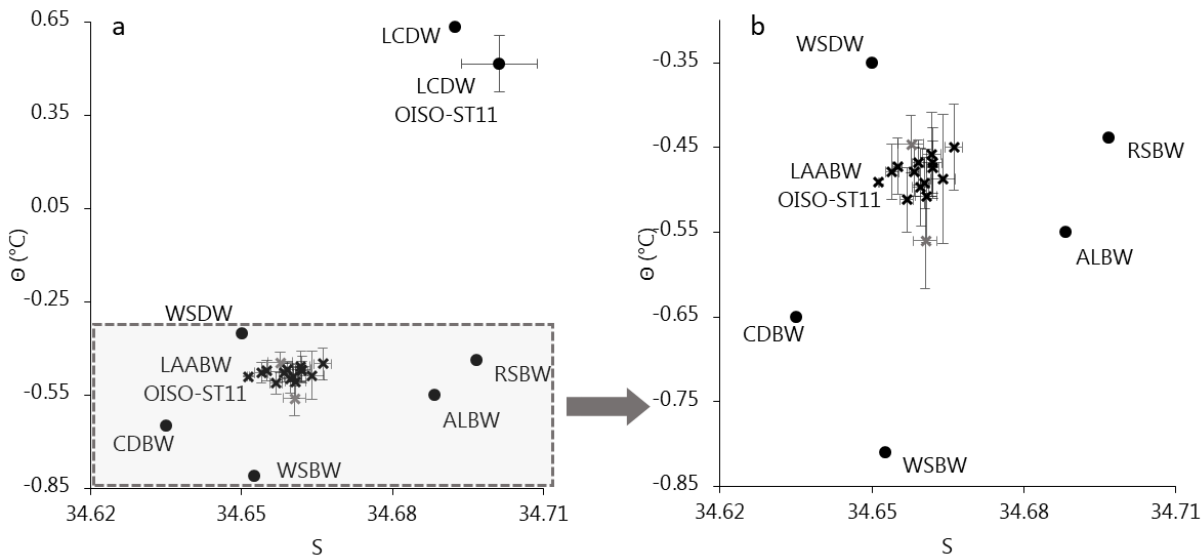 a
0.65
0.35
0.05
-0.25
-0.55
-0.85
Θ (°C)
LCDW
LCDW
OISO-ST11
WSDW
LAABW
OISO-ST11
RSBW
ALBW
CDBW
WSBW
34.62
34.65
34.68
34.71
S
b
-0.35
-0.45
-0.55
-0.65
-0.75
-0.85
Θ (°C)
WSDW
RSBW
LAABW
OISO-ST11
ALBW
CDBW
WSBW
34.62
34.65
34.68
34.71
S